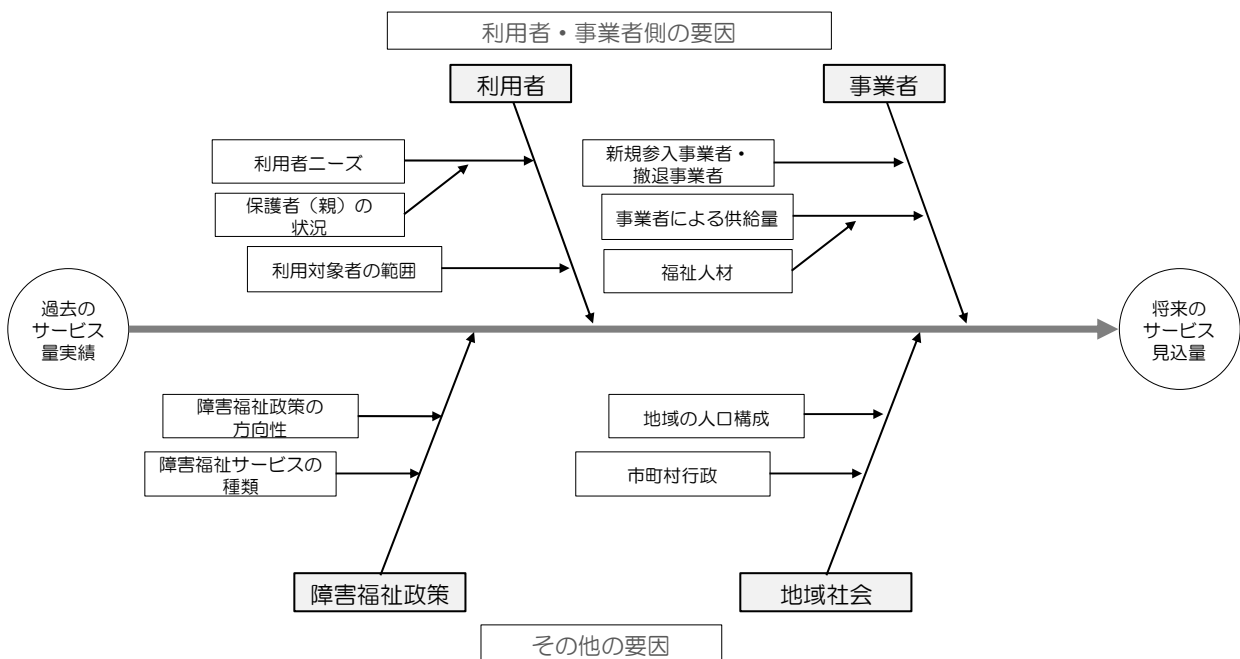 利用者・事業者側の要因
利用者
事業者
利用者ニーズ
保護者（親）の
状況
利用対象者の範囲
新規参入事業者・
撤退事業者
事業者による供給量
福祉人材
過去の
サービス
量実績
将来の
サービス
見込量
障害福祉政策の
方向性
障害福祉サービスの
種類
地域の人口構成
市町村行政
障害福祉政策
地域社会
その他の要因